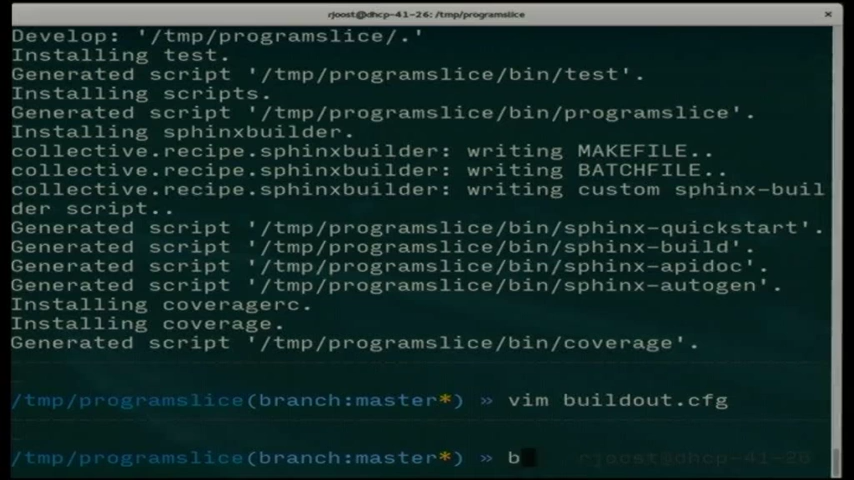 rjoost@dhcp-41-26: /tmp/programslice
Develop: '/tmp/programslice/.'
Installing test.
Generated script '/tmp/programslice/bin/test'.
Installing scripts.
Generated script '/tmp/programslice/bin/programslice'.
Installing sphinxbuilder.
collective.recipe.sphinxbuilder: writing MAKEFILE..
collective.recipe.sphinxbuilder: writing BATCHFILE..
collective.recipe.sphinxbuilder: writing custom sphinx-buil
der script..
Generated script '/tmp/programslice/bin/sphinx-quickstart'.
Generated script '/tmp/programslice/bin/sphinx-build'.
Generated script '/tmp/programslice/bin/sphinx-apidoc'.
Generated script '/tmp/programslice/bin/sphinx-autogen'.
Installing coveragerc.
Installing coverage.
Generated script '/tmp/programslice/bin/coverage'.
/tmp/programslice(branch:master*) » vim buildout.cfg
/tmp/programslice(branch:master*) » b rjoost@dhcp-41-26